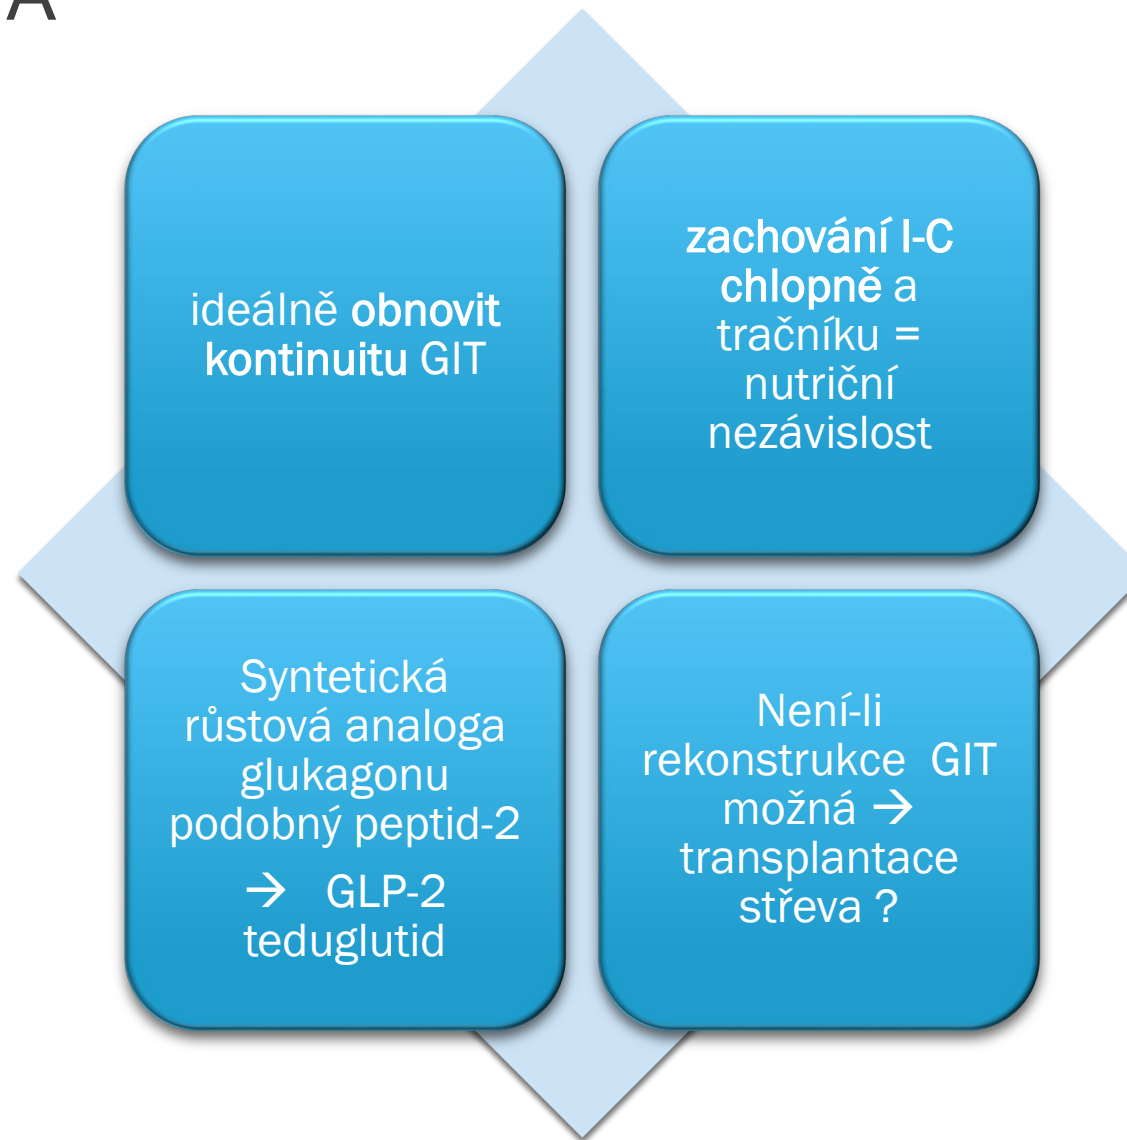 A
ideálně obnovit
kontinuitu GIT
zachování I-C
chlopně a
tračníku =
nutriční
nezávislost
Syntetická
růstová analoga
glukagonu
podobný peptid-2
→ GLP-2
teduglutid
Není-li
rekonstrukce GIT
možná →
transplantace
střeva ?